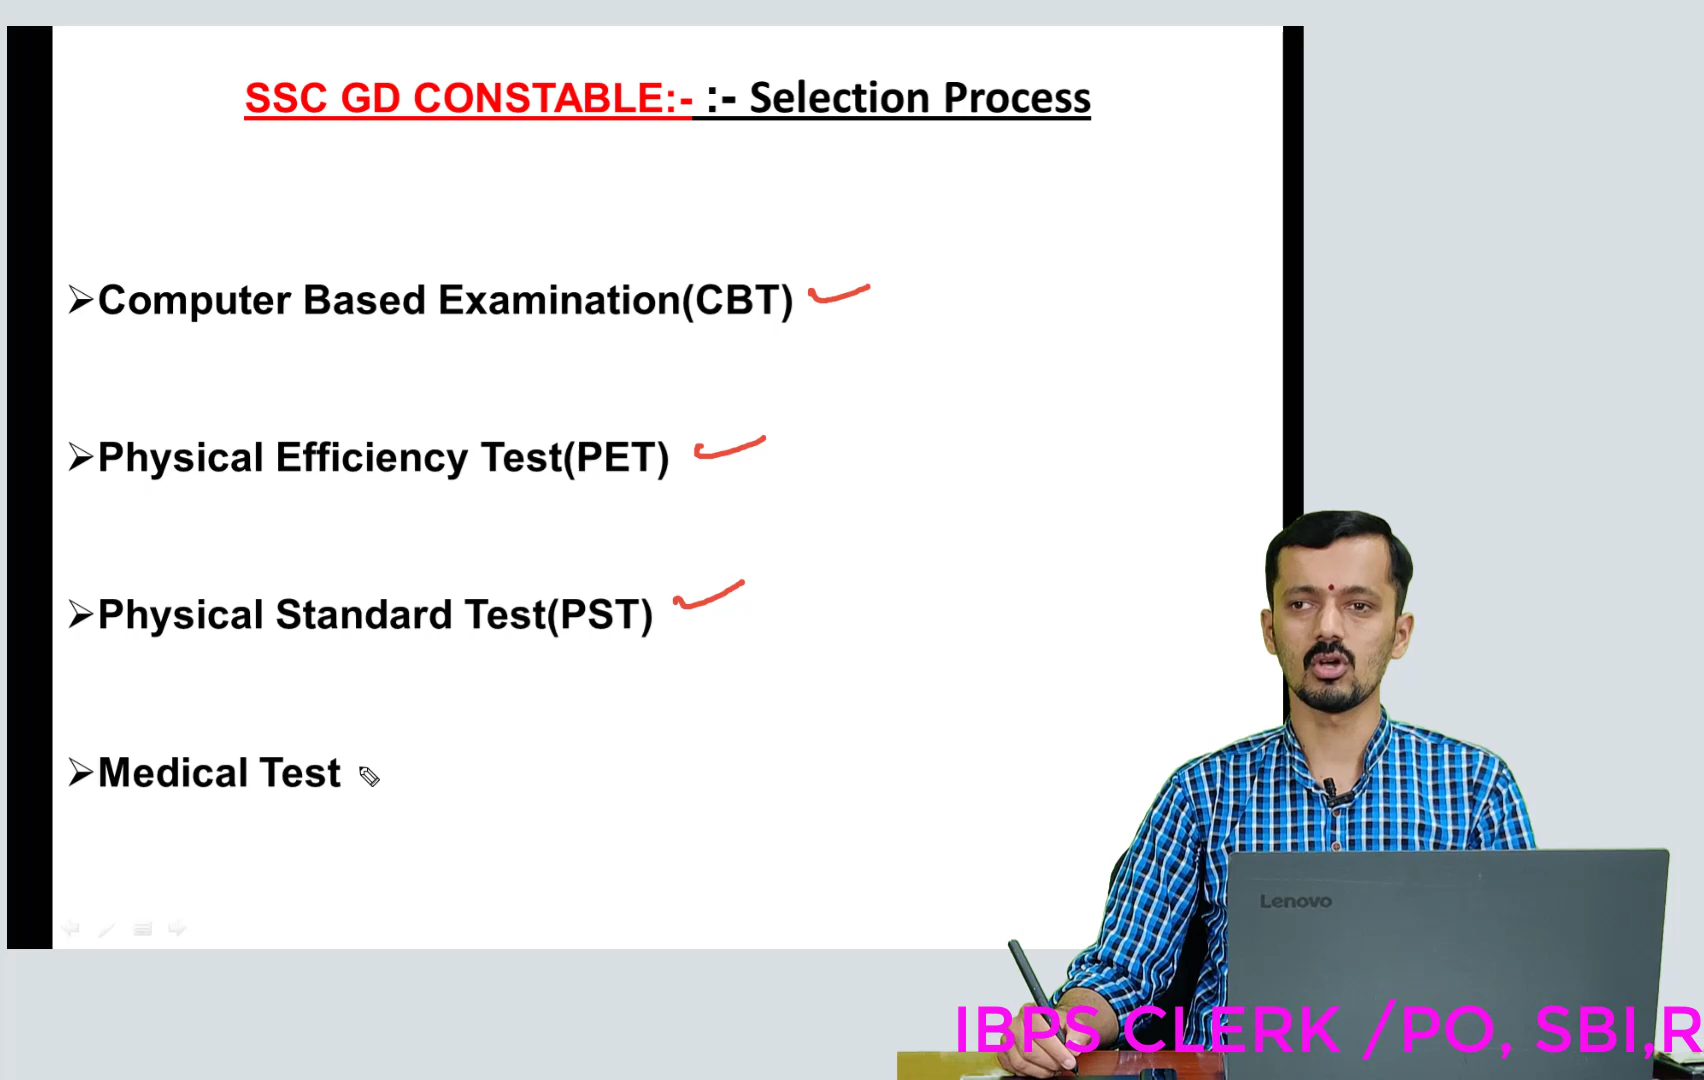 SSC GD CONSTABLE:- :- Selection Process
➢Computer Based Examination(CBT)
➢Physical Efficiency Test(PET)
➢Physical Standard Test(PST)
➢Medical Test
Lenovo
IBPS CLERK /PO, SBI,R